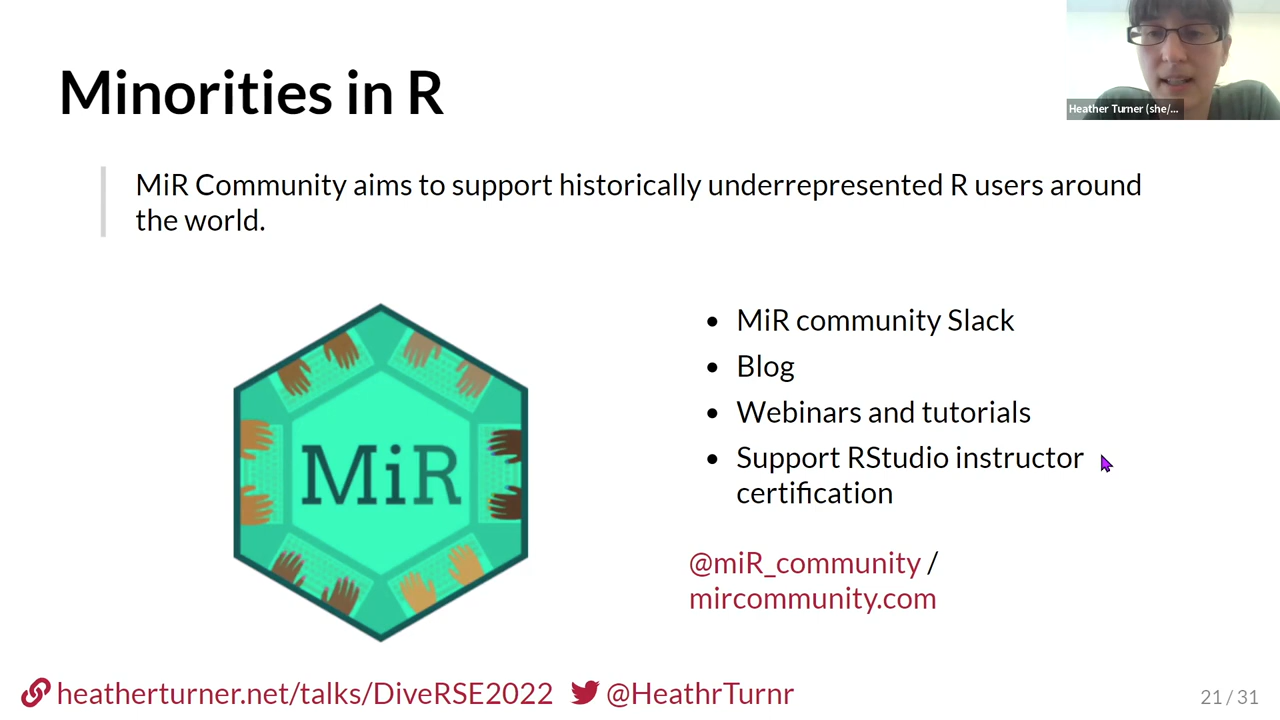 Minorities in R
Heather Turner (she/...
MiR Community aims to support historically underrepresented R users around
the world.
MiR
• MiR community Slack
• Blog
• Webinars and tutorials
• Support RStudio instructor
certification
@miR_community /
mircommunity.com
heatherturner.net/talks/DiveRSE2022 @HeathrTurnr
21 / 31